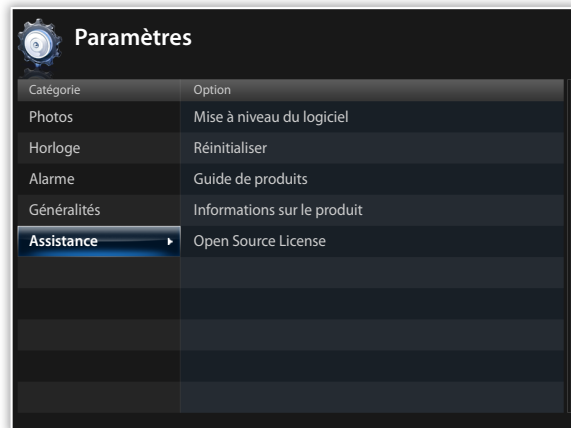 Paramètres
Catégorie Option
Photos Mise à niveau du logiciel
Horloge Réinitialiser
Alarme Guide de produits
Généralités Informations sur le produit
Assistance Open Source License